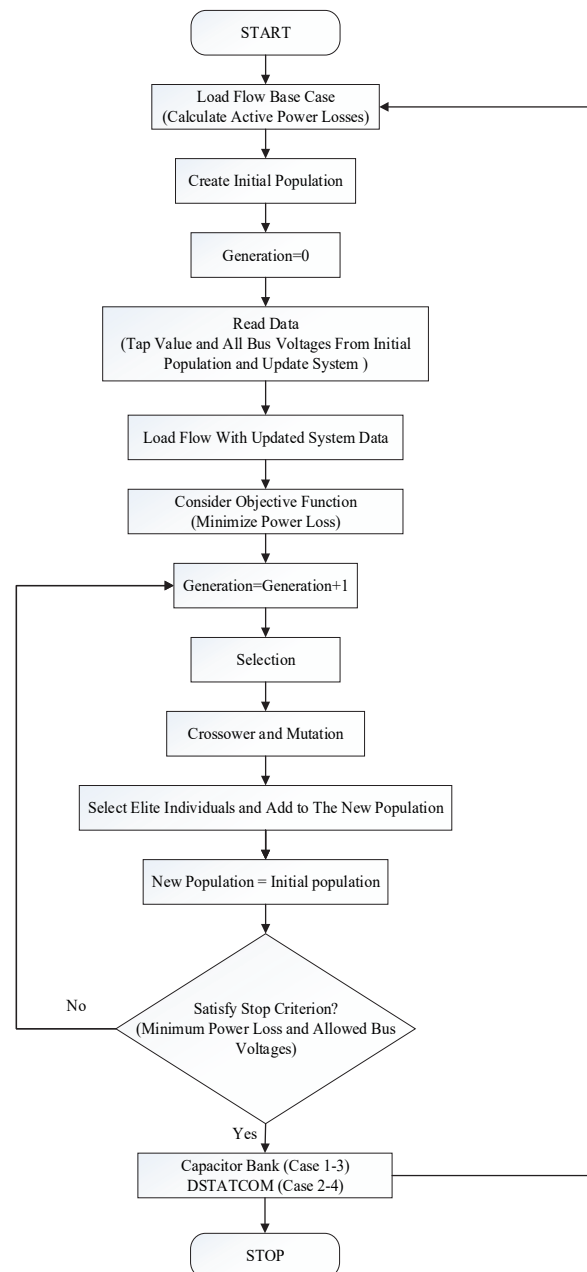 START
Load Flow Base Case
(Calculate Active Power Losses)
Create Initial Population
Generation=0
Read Data
(Tap Value and All Bus Voltages From Initial
Population and Update System )
Load Flow With Updated System Data
Consider Objective Function
(Minimize Power Loss)
Generation=Generation+1
Selection
Crossower and Mutation
Select Elite Individuals and Add to The New Population
New Population = Initial population
No
Satisfy Stop Criterion?
(Minimum Power Loss and Allowed Bus
Voltages)
Yes
Capacitor Bank (Case 1-3)
DSTATCOM (Case 2-4)
STOP